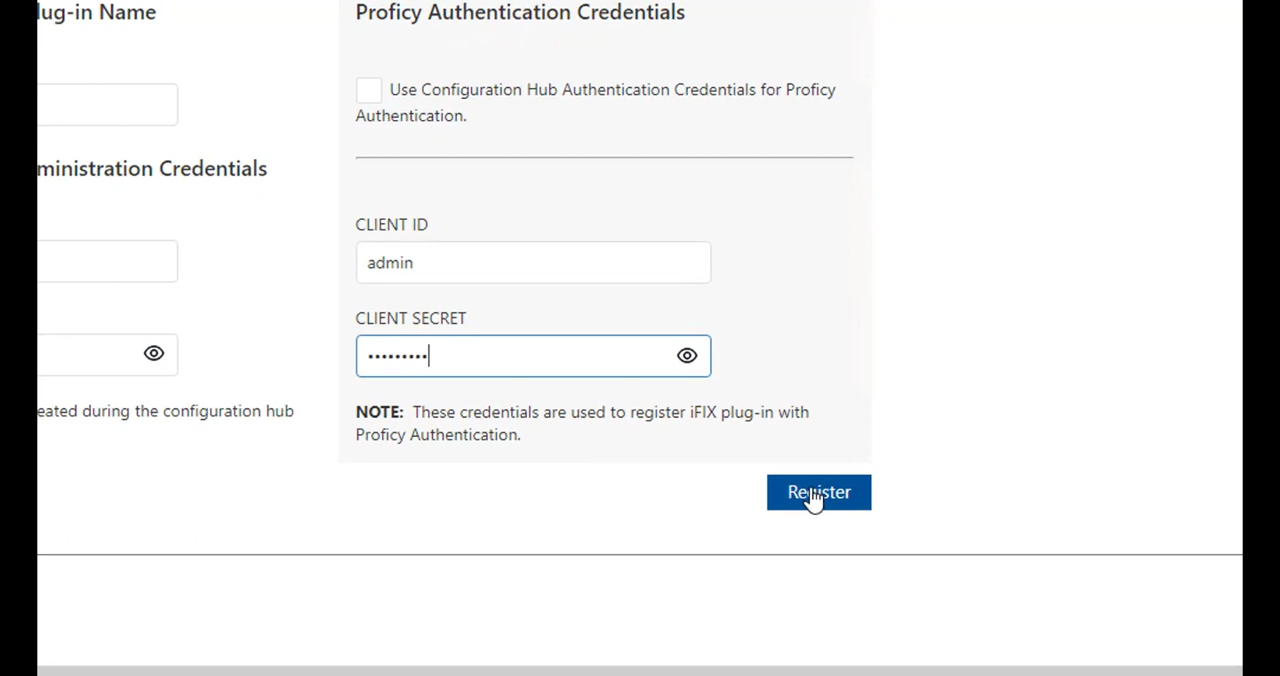 lug-in Name
Proficy Authentication Credentials
Use Configuration Hub Authentication Credentials for Proficy
Authentication.
ministration Credentials
CLIENT ID
admin
CLIENT SECRET
•••••••••
eated during the configuration hub
NOTE: These credentials are used to register iFIX plug-in with
Proficy Authentication.
Register